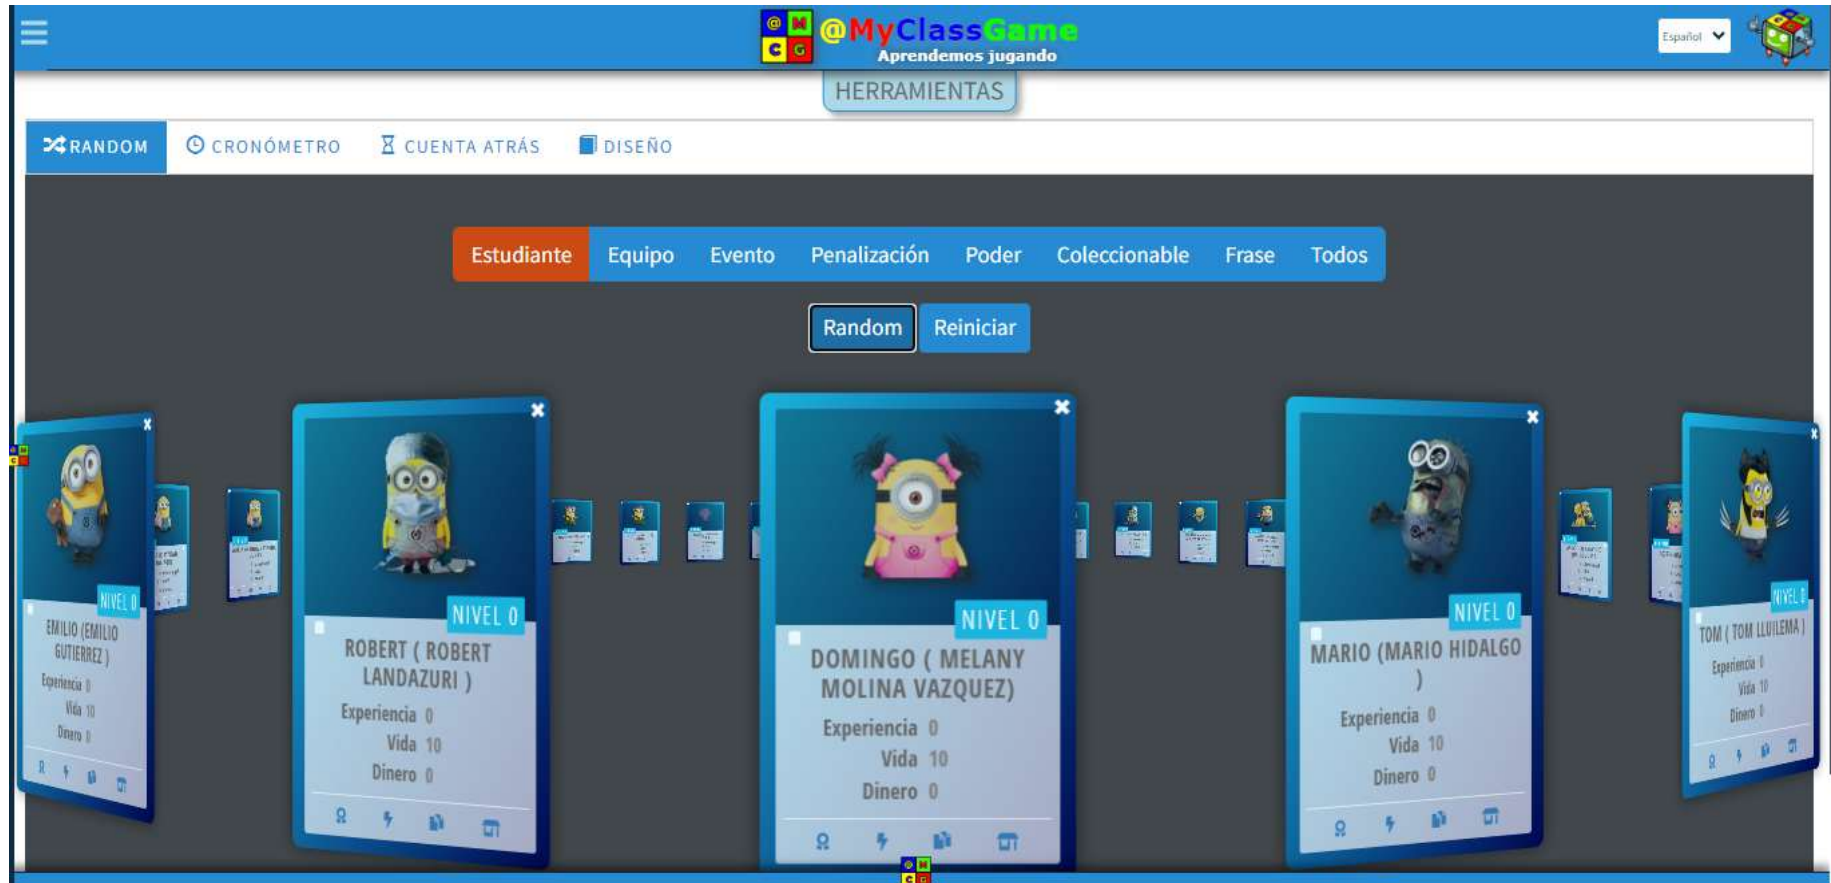 @MyClassGame
Aprendemos jugando
Español
HERRAMIENTAS
RANDOM
CRONÓMETRO
CUENTA ATRÁS
DISEÑO
Estudiante
Equipo
Evento
Penalización
Poder
Coleccionable
Frase
Todos
Random
Reiniciar
NIVEL 0
EMILIO (EMILIO
GUTIERREZ )
Experiencia 0
Vida 10
Dinero 0
NIVEL 0
ROBERT ( ROBERT
LANDAZURI )
Experiencia 0
Vida 10
Dinero 0
NIVEL 0
DOMINGO ( MELANY
MOLINA VAZQUEZ)
Experiencia 0
Vida 10
Dinero 0
NIVEL 0
MARIO (MARIO HIDALGO
)
Experiencia 0
Vida 10
Dinero 0
NIVEL 0
TOM ( TOM LLUILEMA )
Experiencia 0
Vida 10
Dinero 0